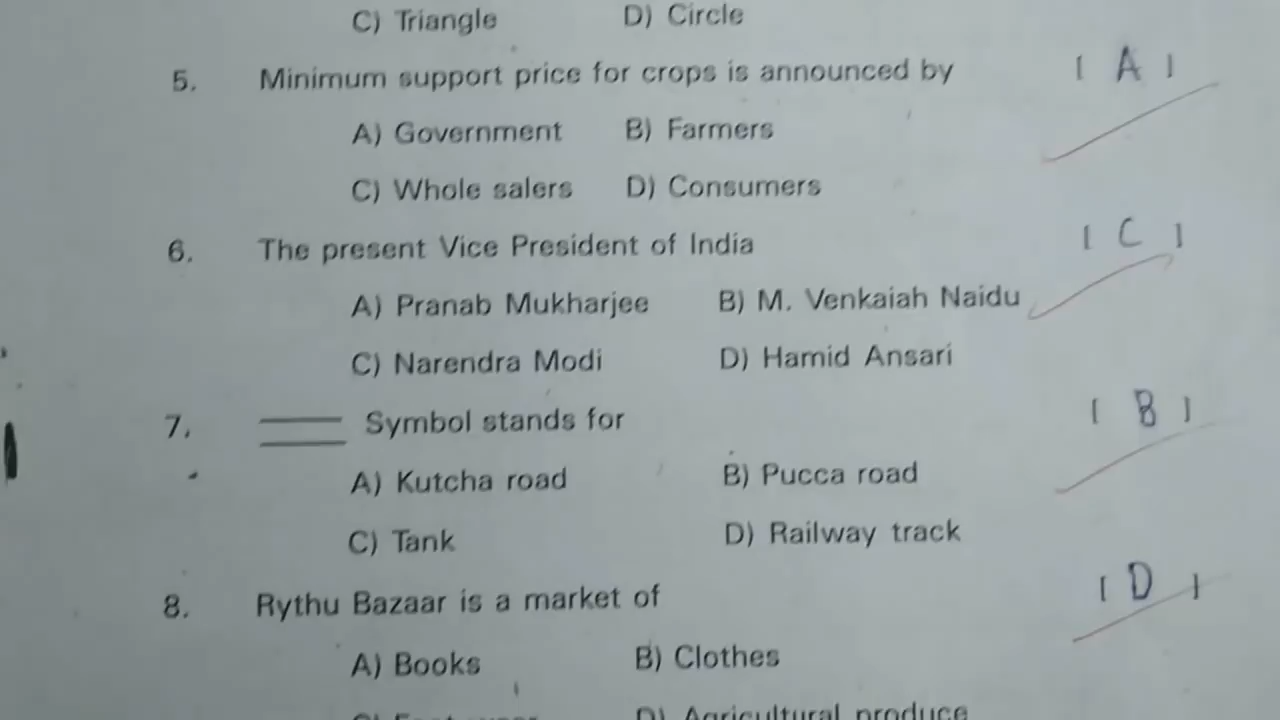 C) Triangle D) Circle
5. Minimum support price for crops is announced by [ A ]
A) Government B) Farmers
C) Whole salers D) Consumers
6. The present Vice President of India [ C ]
A) Pranab Mukharjee B) M. Venkaiah Naidu
C) Narendra Modi D) Hamid Ansari
7. Symbol stands for [ B ]
A) Kutcha road B) Pucca road
C) Tank D) Railway track
8. Rythu Bazaar is a market of [ D ]
A) Books B) Clothes
D) Agricultural produce